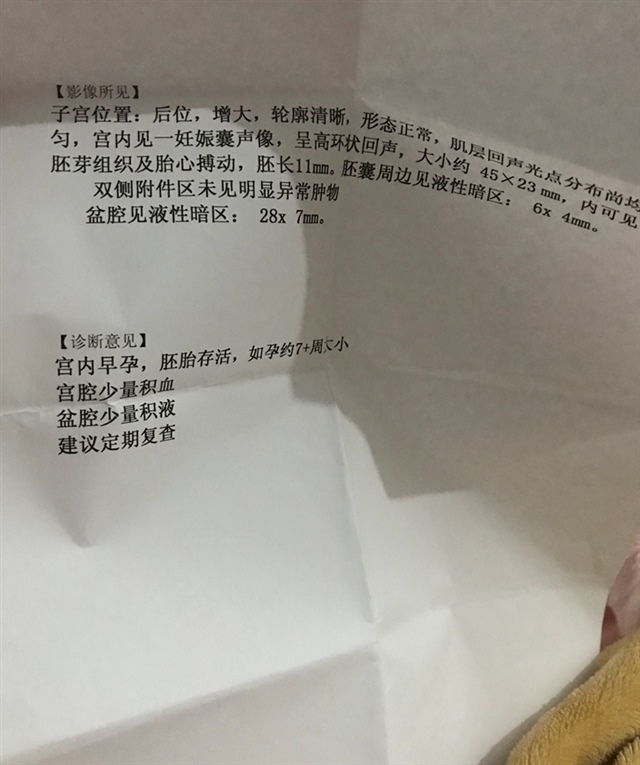 【影像所见】
子宫位置：后位，增大，轮廓清晰，形态正常，肌层回声光点分布尚均
匀，宫内见一妊娠囊声像，呈高环状回声，大小约 45×23 mm，内可见
胚芽组织及胎心搏动，胚长11mm。胚囊周边见液性暗区： 6x 4mm。
双侧附件区未见明显异常肿物
盆腔见液性暗区： 28x 7mm。
【诊断意见】
宫内早孕，胚胎存活，如孕约7+周大小
宫腔少量积血
盆腔少量积液
建议定期复查